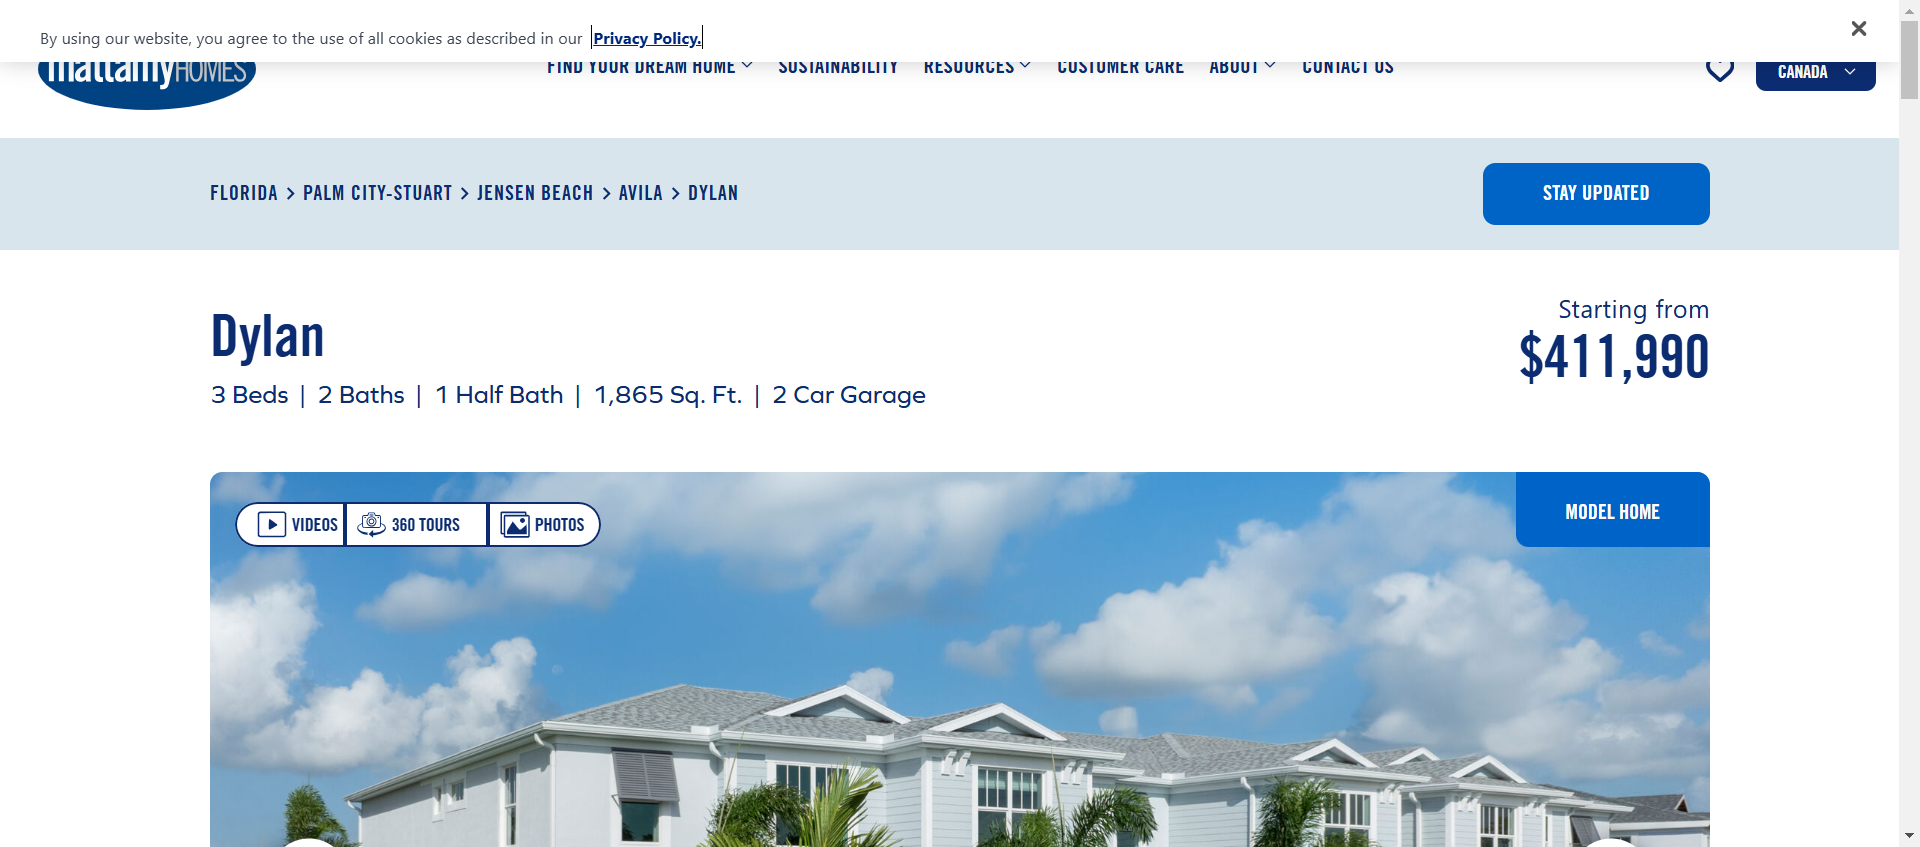 By using our website, you agree to the use of all cookies as described in our Privacy Policy.
mattamyHOMES
FIND YOUR DREAM HOME
SUSTAINABILITY
RESOURCES
CUSTOMER CARE
ABOUT
CONTACT US
CANADA
FLORIDA > PALM CITY-STUART > JENSEN BEACH > AVILA > DYLAN
STAY UPDATED
Dylan
Starting from
$411,990
3 Beds | 2 Baths | 1 Half Bath | 1,865 Sq. Ft. | 2 Car Garage
VIDEOS
360 TOURS
PHOTOS
MODEL HOME